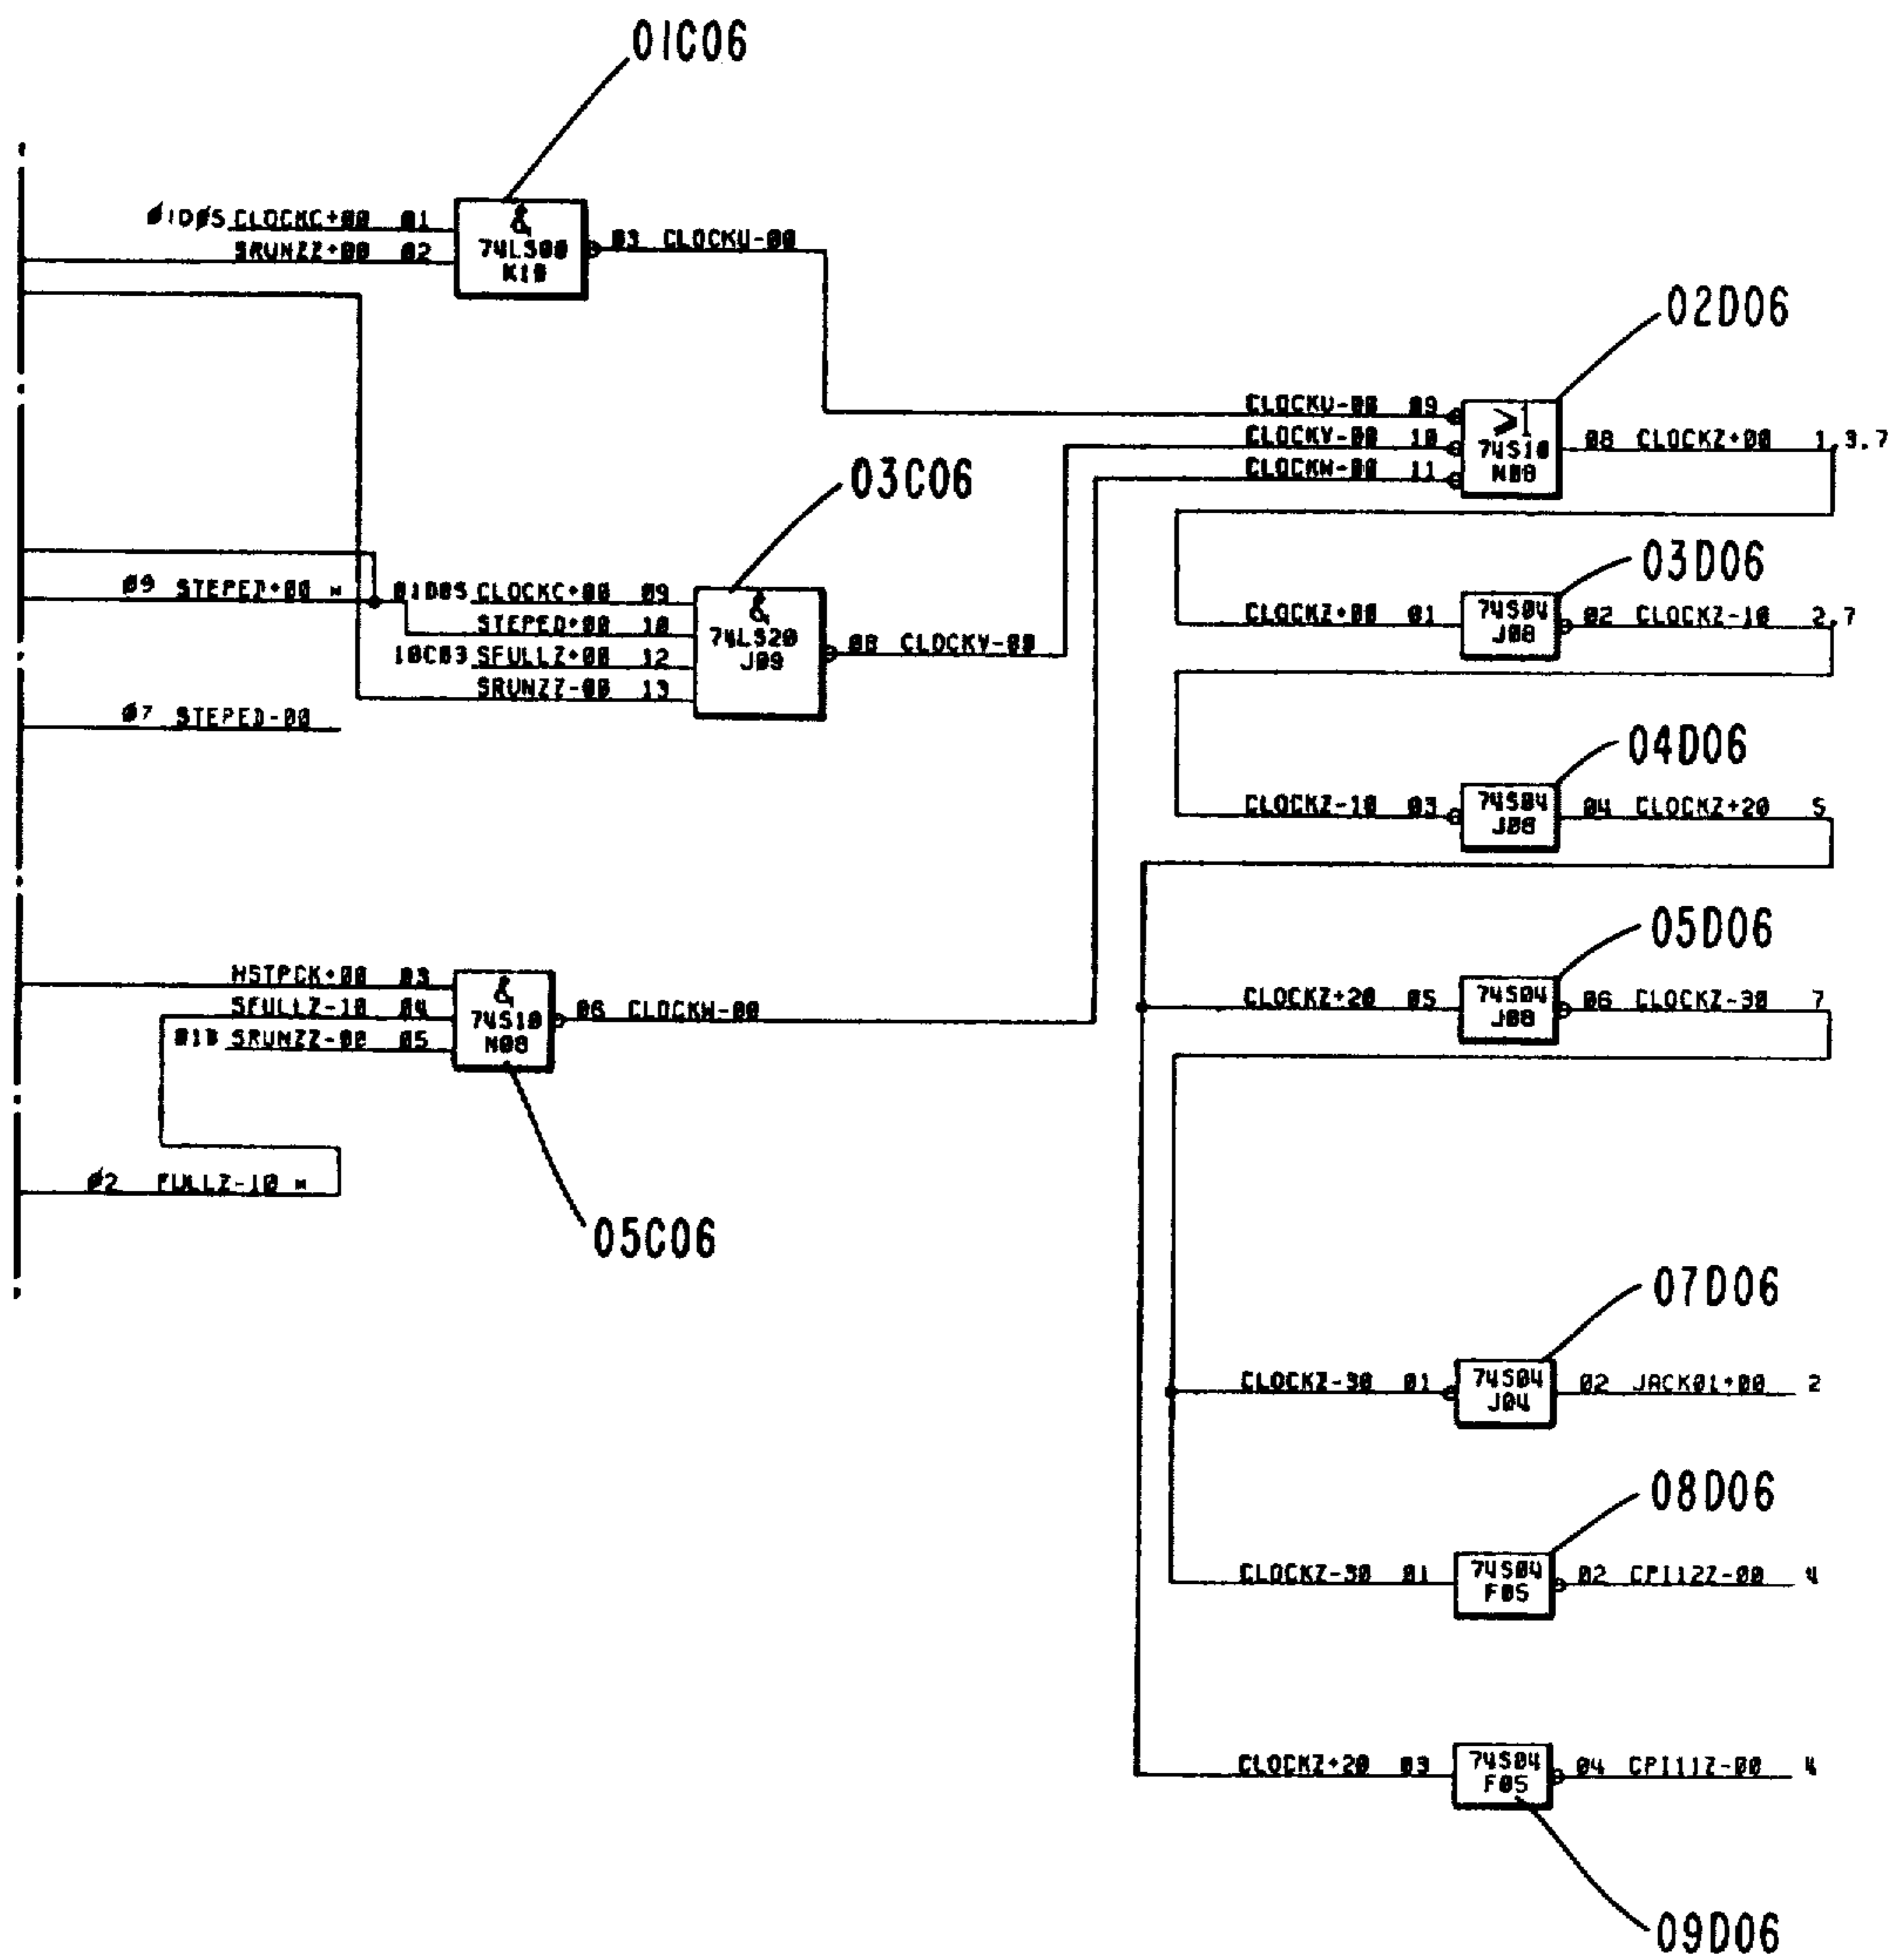 01C06
Ø1DØ5 CLOCKC+00 01
SRUNZZ+00 02
&
74LS00
K10
03 CLOCKU-00
02D06
CLOCKU-00 09
CLOCKV-00 10
CLOCKW-00 11
>1
74S10
N08
08 CLOCKZ+00 1,3,7
03C06
03D06
Ø9 STEPED+00 *
01D05 CLOCKC+00 09
STEPED+00 10
10C03 SFULLZ+00 12
SRUNZZ-00 13
&
74LS20
J09
08 CLOCKV-00
CLOCKZ+00 01
74S04
J08
02 CLOCKZ-10 2,7
Ø7 STEPED-00
04D06
CLOCKZ-10 03
74S04
J08
04 CLOCKZ+20 5
05D06
HSTPCK+00 03
SFULLZ-10 04
01B SRUNZZ-00 05
&
74S10
N08
06 CLOCKW-00
CLOCKZ+20 05
74S04
J08
06 CLOCKZ-30 7
Ø2 FULLZ-10 *
05C06
07D06
CLOCKZ-30 01
74S04
J04
02 JACK01+00 2
08D06
CLOCKZ-30 01
74S04
F05
02 CPI12Z-00 4
CLOCKZ+20 03
74S04
F05
04 CPI11Z-00 4
09D06